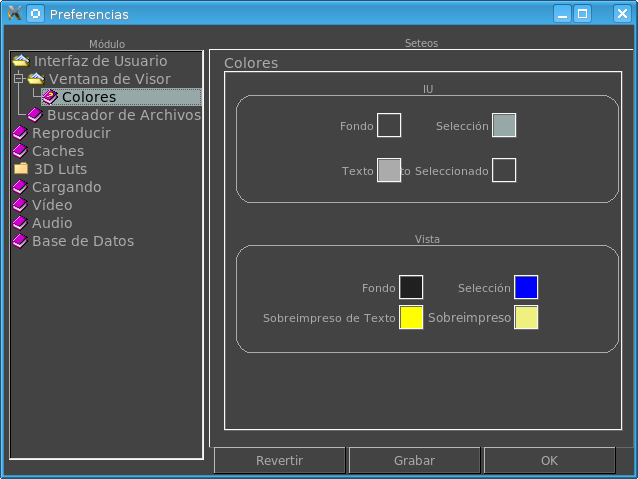 Preferencias
Módulo
Interfaz de Usuario
Ventana de Visor
Colores
Buscador de Archivos
Reproducir
Caches
3D Luts
Cargando
Vídeo
Audio
Base de Datos
Seteos
Colores
IU
Fondo Selección
Texto to Seleccionado
Vista
Fondo Selección
Sobreimpreso de Texto Sobreimpreso
Revertir Grabar OK